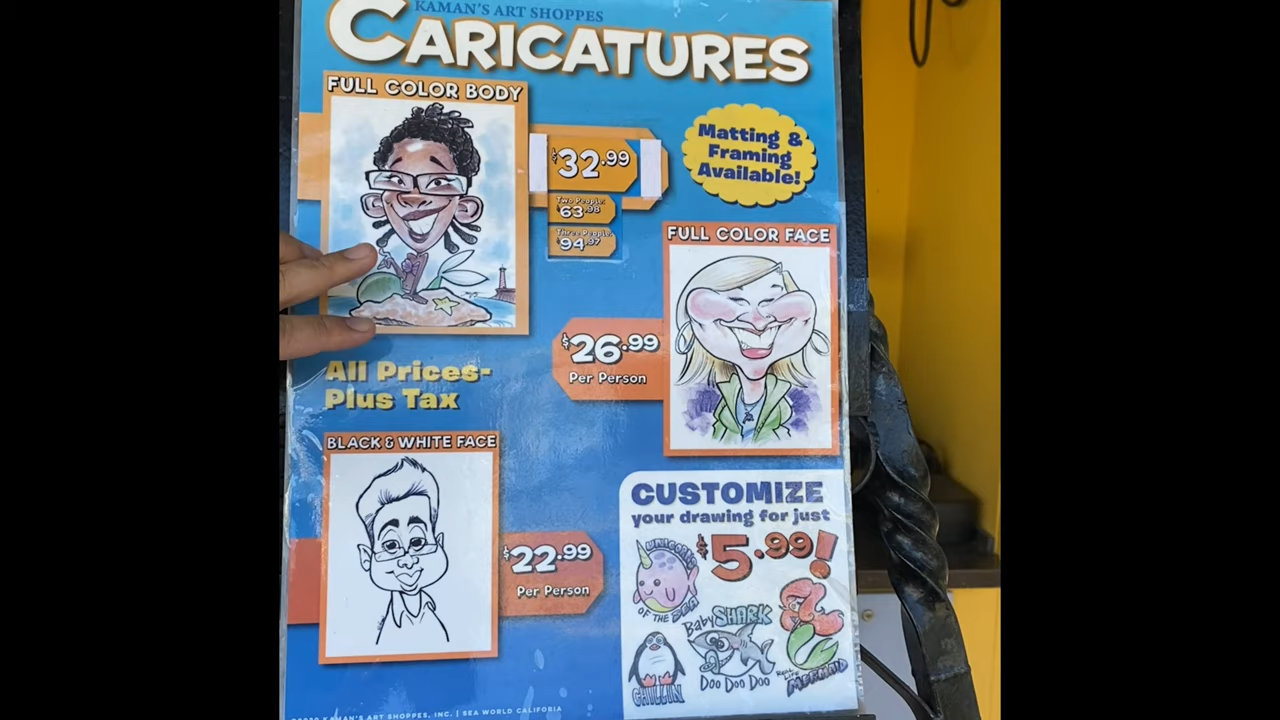 KAMAN'S ART SHOPPES
CARICATURES
FULL COLOR BODY
$32.99
Two People
$63.98
Three People
$94.97
Matting &
Framing
Available!
FULL COLOR FACE
$26.99
Per Person
All Prices-
Plus Tax
BLACK & WHITE FACE
$22.99
Per Person
CUSTOMIZE
your drawing for just
$5.99!
UNICORN
OF THE SEA
Baby SHARK
DOO DOO DOO
CHILLIN
REAL LIFE
MERMAID
KAMAN'S ART SHOPPES, INC. | SEA WORLD CALIFORIA